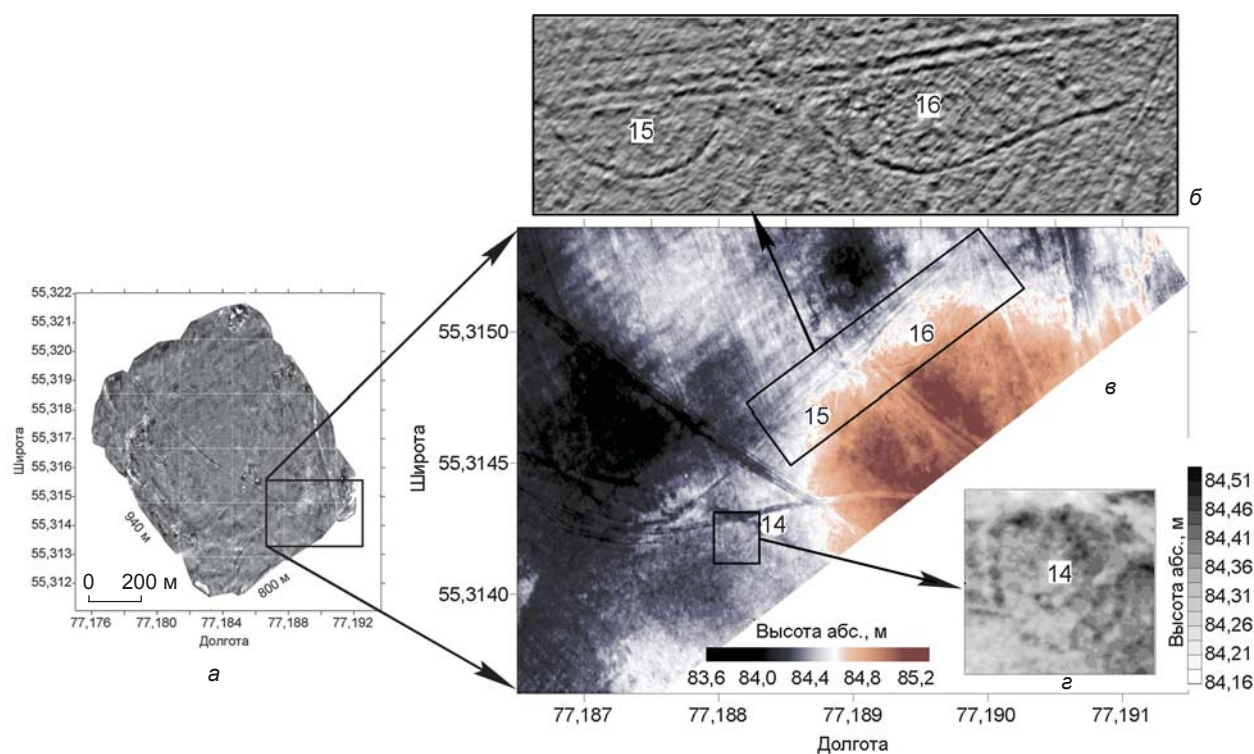 15
16
б
55,322
55,321
55,320
55,319
55,318
55,317
55,316
55,315
55,314
55,313
55,312
Широта
940 м
800 м
0 200 м
77,176 77,180 77,184 77,188 77,192
Долгота
а
Широта
55,3150
55,3145
55,3140
16
15
14
в
Высота абс., м
83,6 84,0 84,4 84,8 85,2
77,187 77,188 77,189 77,190 77,191
Долгота
14
г
Высота абс., м
84,51
84,46
84,41
84,36
84,31
84,26
84,21
84,16